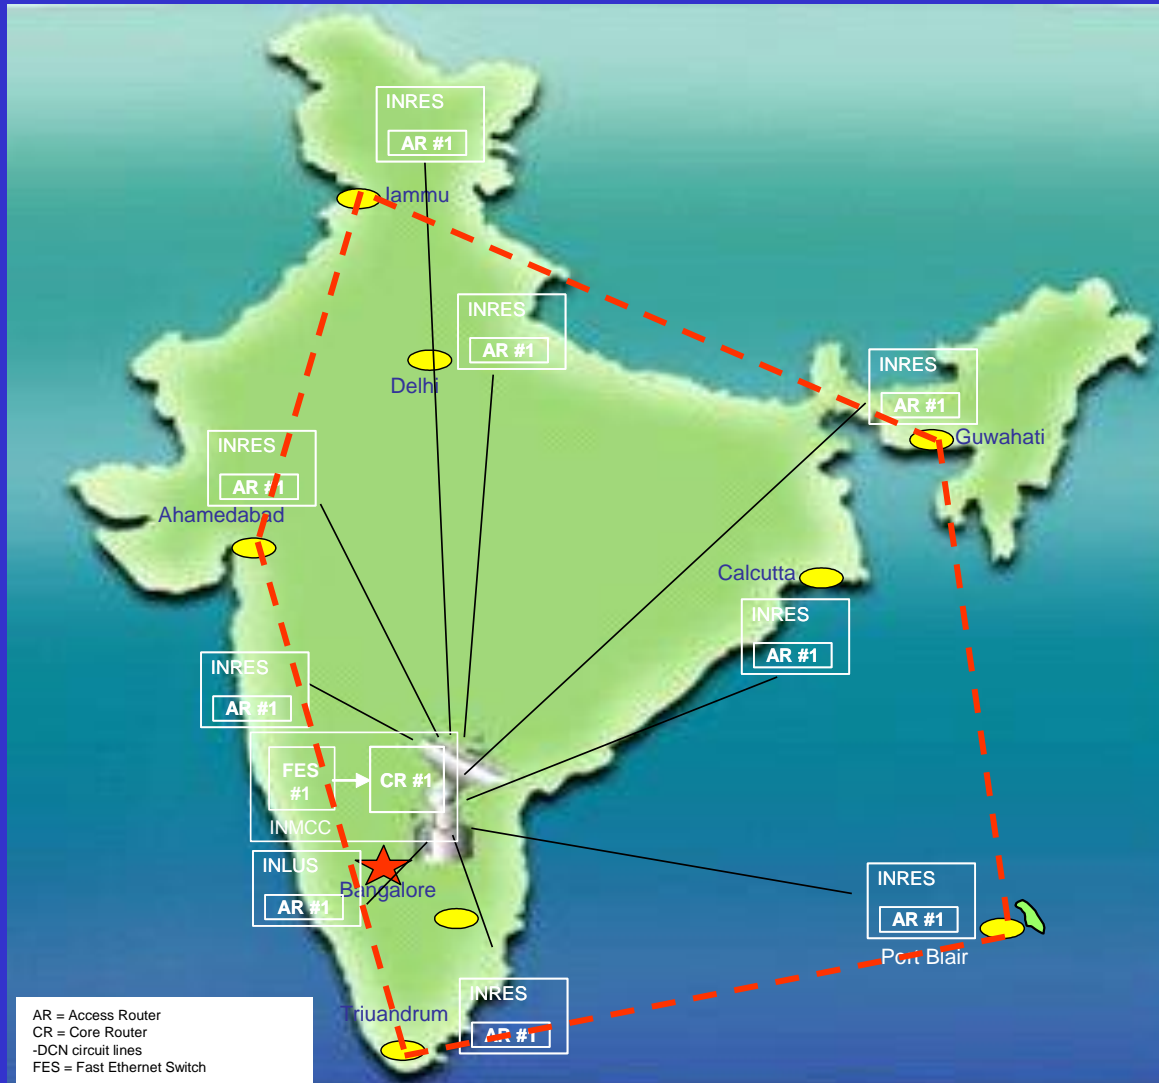 INRES
AR #1
Iammu
INRES
AR #1
Delhi
INRES
AR #1
Guwahati
INRES
AR #1
Ahamedabad
Calcutta
INRES
AR #1
INRES
AR #1
FES
#1
CR #1
INMCC
INLUS
AR #1
Bangalore
INRES
AR #1
Port Blair
INRES
AR #1
Triuandrum
AR = Access Router
CR = Core Router
-DCN circuit lines
FES = Fast Ethernet Switch